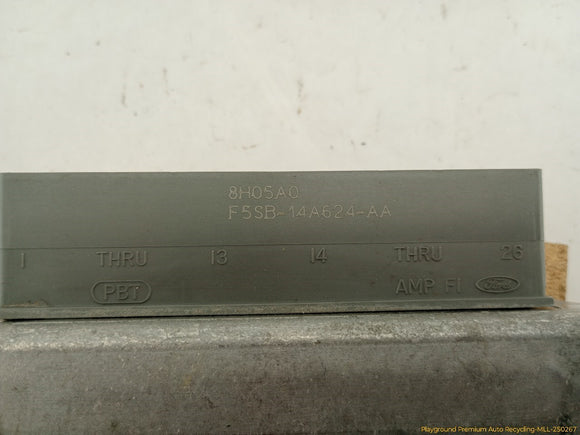 8H05A0
F5SB-14A624-AA
1 THRU 13 14 THRU 26
PBT AMP FI Ford
Playground Premium Auto Recycling-MLL-250267